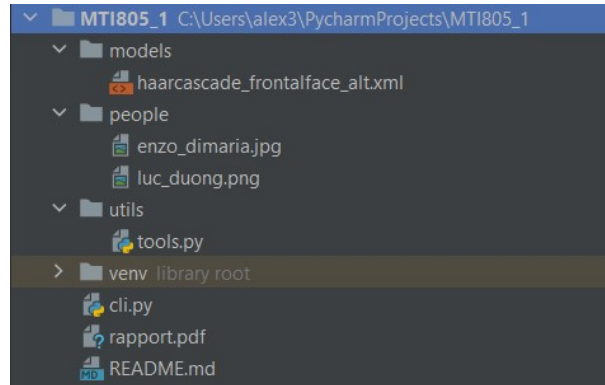 MTI805_1 C:\Users\alex3\PycharmProjects\MTI805_1
models
haarcascade_frontalface_alt.xml
people
enzo_dimaria.jpg
luc_duong.png
utils
tools.py
venv library root
cli.py
rapport.pdf
README.md